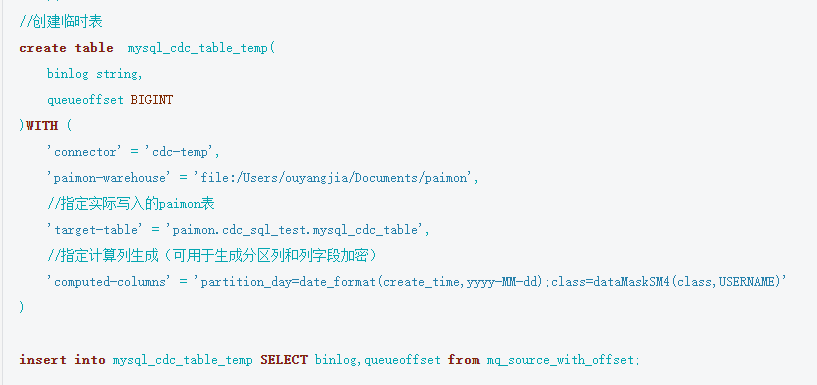 //创建临时表
create table  mysql_cdc_table_temp(
    binlog string,
    queueoffset BIGINT
)WITH (
    'connector' = 'cdc-temp',
    'paimon-warehouse' = 'file:/Users/ouyangjia/Documents/paimon',
    //指定实际写入的paimon表
    'target-table' = 'paimon.cdc_sql_test.mysql_cdc_table',
    //指定计算列生成（可用于生成分区列和列字段加密）
    'computed-columns' = 'partition_day=date_format(create_time,yyyy-MM-dd);class=dataMaskSM4(class,USERNAME)'
)
insert into mysql_cdc_table_temp SELECT binlog,queueoffset from mq_source_with_offset;